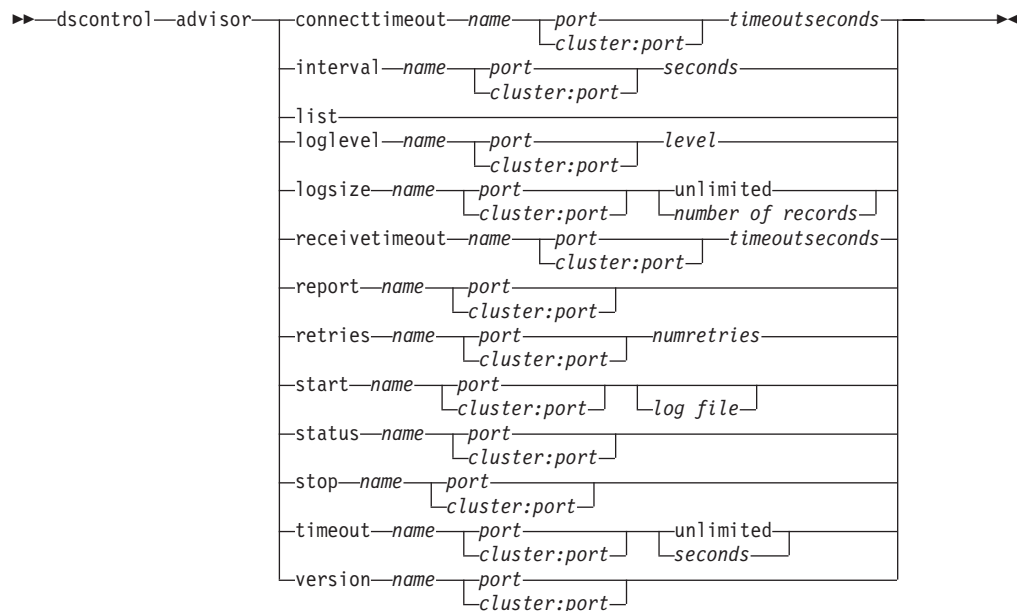 dscontrol advisor connecttimeout name port timeoutseconds
cluster:port
interval name port seconds
cluster:port
list
loglevel name port level
cluster:port
logsize name port unlimited
cluster:port number of records
receivetimeout name port timeoutseconds
cluster:port
report name port
cluster:port
retries name port numretries
cluster:port
start name port
cluster:port log file
status name port
cluster:port
stop name port
cluster:port
timeout name port unlimited
cluster:port seconds
version name port
cluster:port